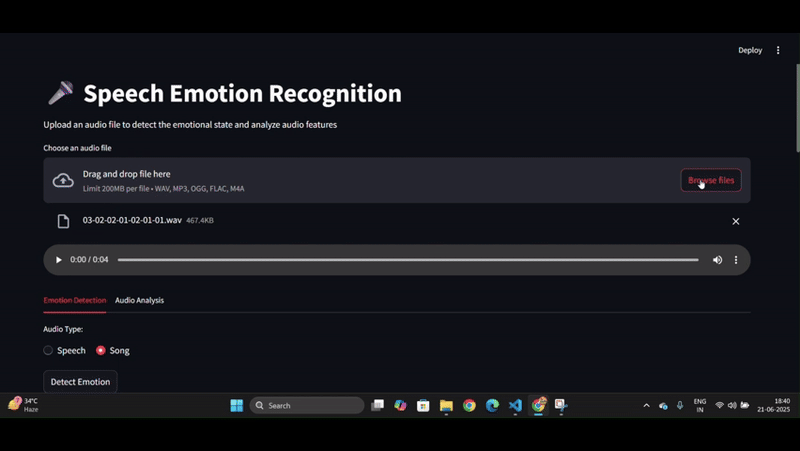 Deploy
Speech Emotion Recognition
Upload an audio file to detect the emotional state and analyze audio features
Choose an audio file
Drag and drop file here
Limit 200MB per file • WAV, MP3, OGG, FLAC, M4A
Browse files
03-02-02-01-02-01-01.wav 467.4KB
0:00 / 0:04
Emotion Detection Audio Analysis
Audio Type:
Speech Song
Detect Emotion
7
34°C
Haze
Search
ENG
IN
18:40
21-06-2025